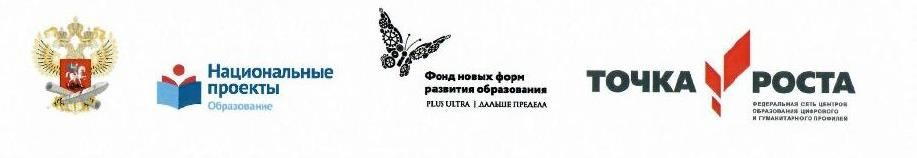 Национальные
проекты
Образование
Фонд новых форм
развития образования
PLUS ULTRA | ДАЛЬШЕ ПРЕДЕЛА
ТОЧКА РОСТА
ФЕДЕРАЛЬНАЯ СЕТЬ ЦЕНТРОВ
ОБРАЗОВАНИЯ ЦИФРОВОГО
И ГУМАНИТАРНОГО ПРОФИЛЕЙ